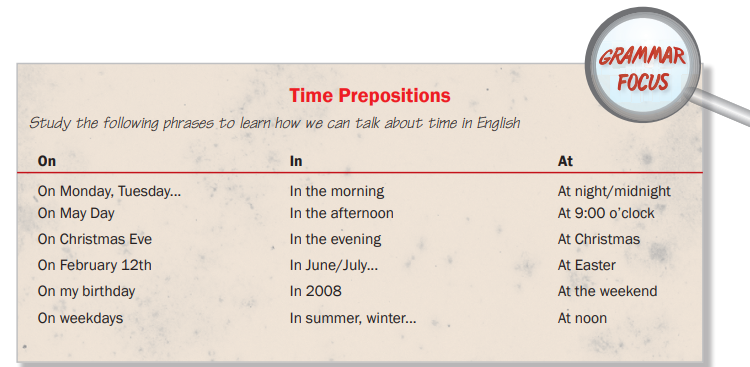 GRAMMAR
FOCUS
Time Prepositions
Study the following phrases to learn how we can talk about time in English
On In At
On Monday, Tuesday... In the morning At night/midnight
On May Day In the afternoon At 9:00 o'clock
On Christmas Eve In the evening At Christmas
On February 12th In June/July... At Easter
On my birthday In 2008 At the weekend
On weekdays In summer, winter... At noon